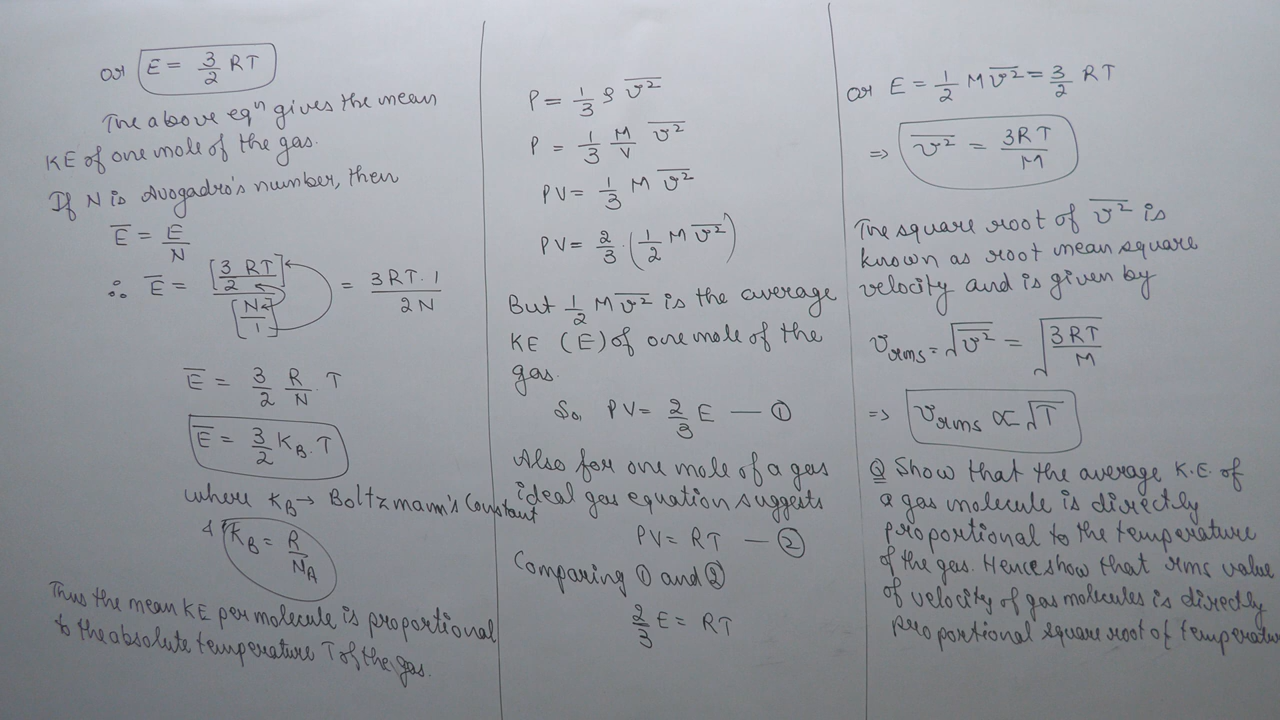 or E = 3/2 RT
The above eqⁿ gives the mean
KE of one mole of the gas.
If N is Avogadro's number, then
E̅ = E/N
∴ E̅ = [3/2 RT]/[N/1] = 3RT·1/2N
E̅ = 3/2 R/N · T
E̅ = 3/2 K_B · T
where K_B → Boltzmann's Constant
& K_B = R/N_A
Thus the mean KE per molecule is proportional
to the absolute temperature T of the gas.
P = 1/3 ρ v̅²
P = 1/3 M/V v̅²
PV = 1/3 M v̅²
PV = 2/3 · (1/2 M v̅²)
But 1/2 M v̅² is the average
KE (E) of one mole of the
gas.
So, PV = 2/3 E — ①
Also for one mole of a gas
ideal gas equation suggests
PV = RT — ②
Comparing ① and ②
2/3 E = RT
or E = 1/2 M v̅² = 3/2 RT
⇒ v̅² = 3RT/M
The square root of v̅² is
known as root mean square
velocity and is given by
v_rms = √v̅² = √(3RT/M)
⇒ v_rms ∝ √T
Q Show that the average K.E. of
a gas molecule is directly
proportional to the temperature
of the gas. Hence show that rms value
of velocity of gas molecules is directly
proportional square root of temperatu